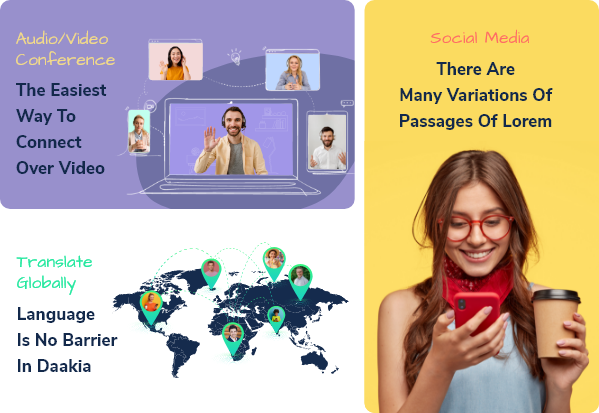 Audio/Video
Conference
The Easiest
Way To
Connect
Over Video
Social Media
There Are
Many Variations Of
Passages Of Lorem
Translate
Globally
Language
Is No Barrier
In Daakia